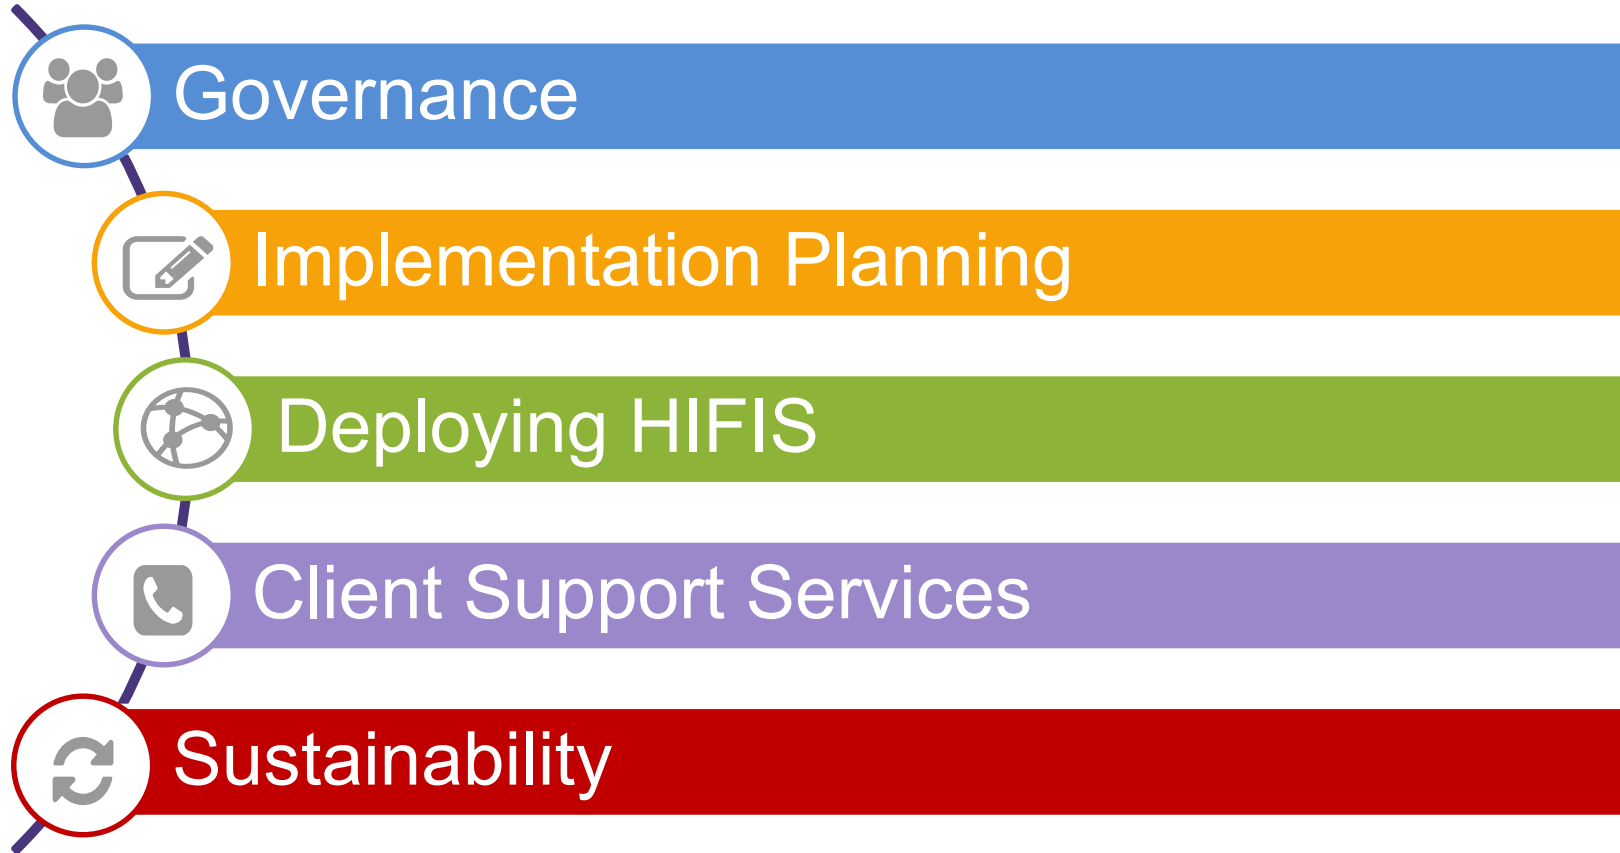 Governance
Implementation Planning
Deploying HIFIS
Client Support Services
Sustainability